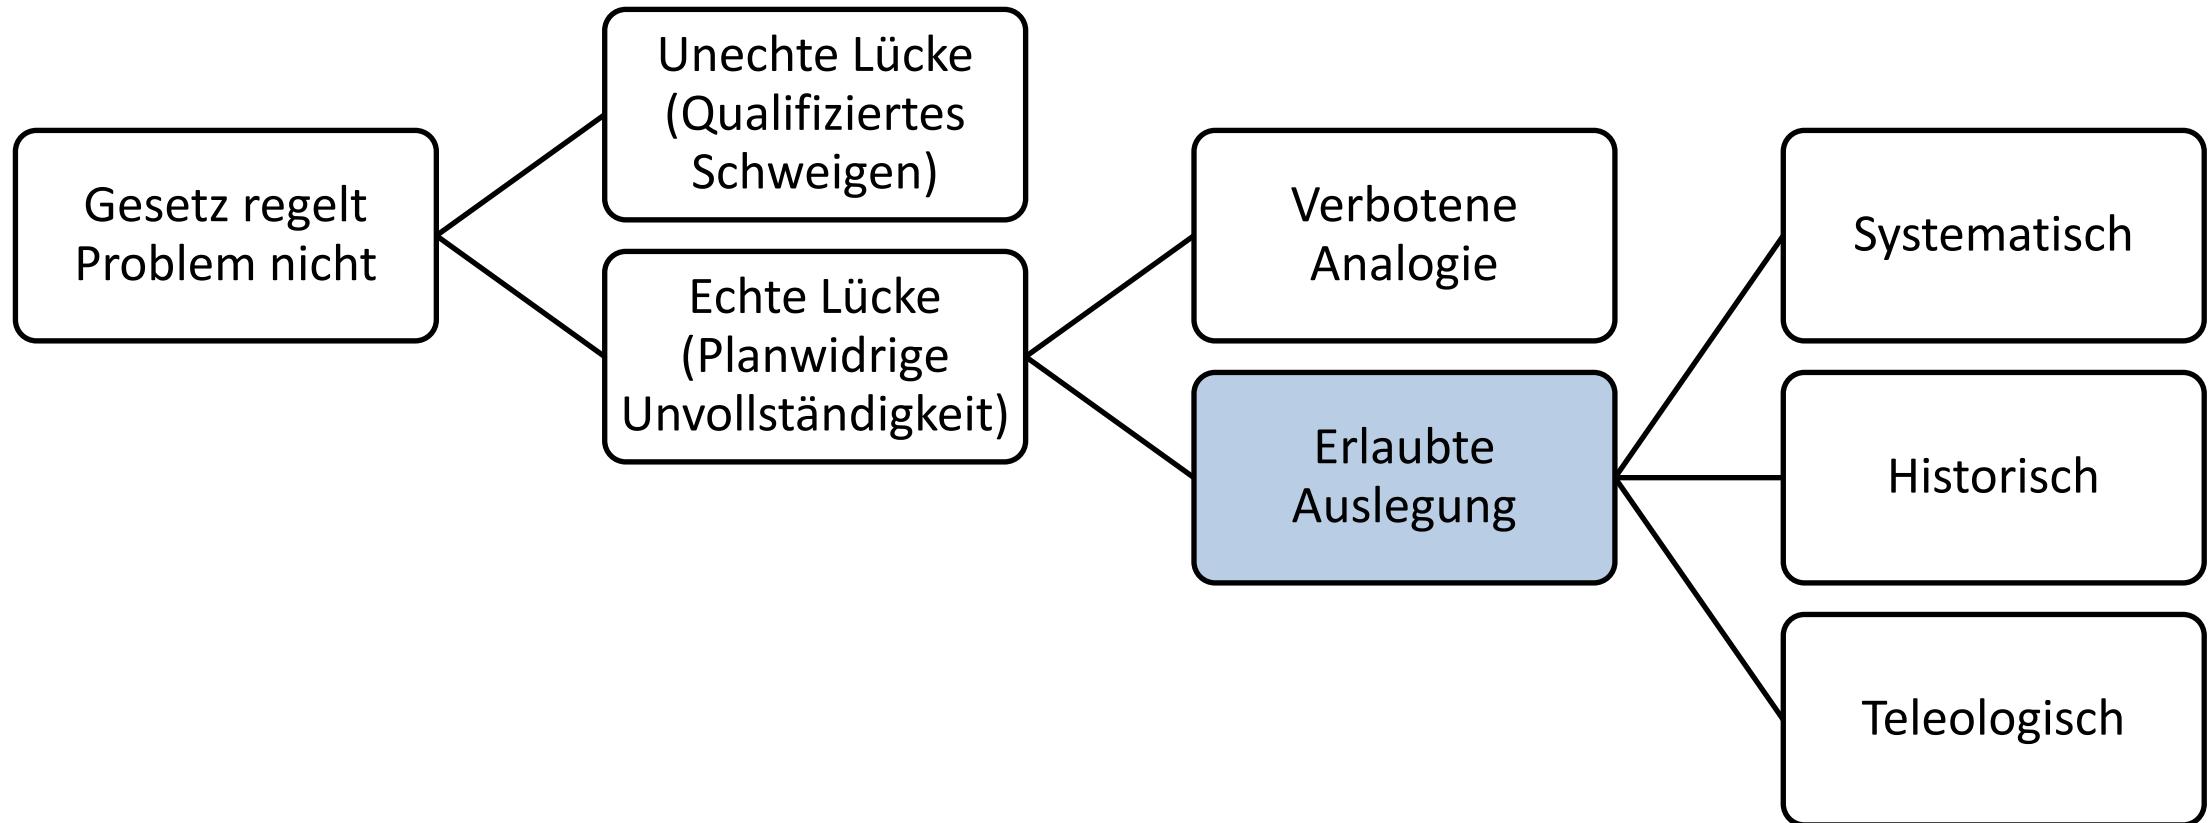 Gesetz regelt
Problem nicht
Unechte Lücke
(Qualifiziertes
Schweigen)
Echte Lücke
(Planwidrige
Unvollständigkeit)
Verbotene
Analogie
Erlaubte
Auslegung
Systematisch
Historisch
Teleologisch